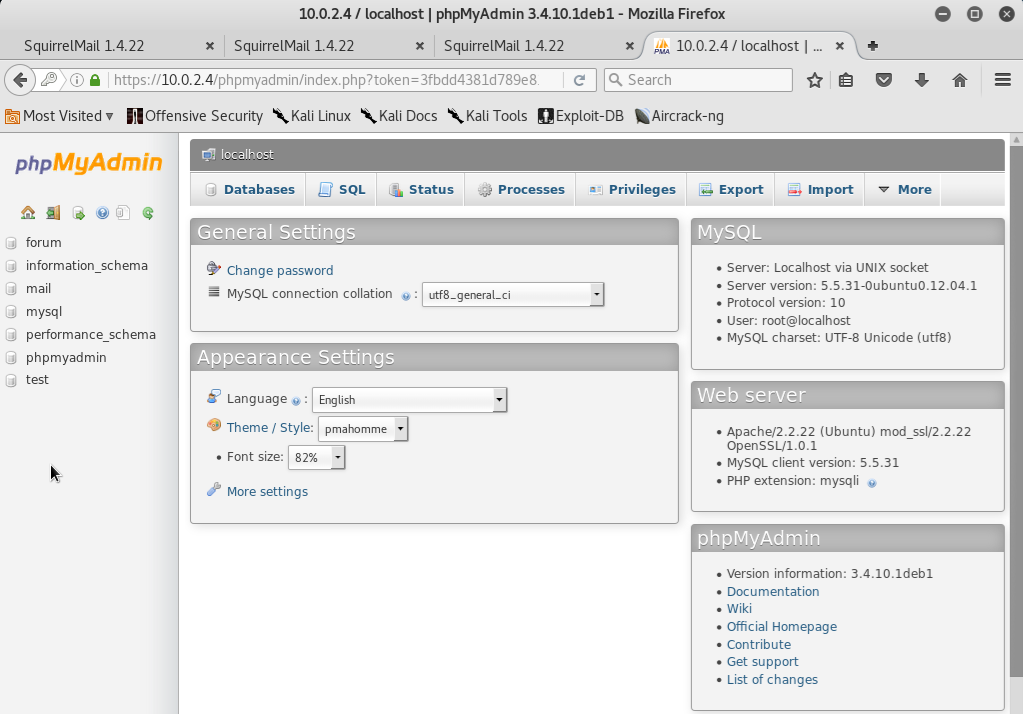 10.0.2.4 / localhost | phpMyAdmin 3.4.10.1deb1 - Mozilla Firefox
SquirrelMail 1.4.22 SquirrelMail 1.4.22 SquirrelMail 1.4.22 10.0.2.4 / localhost | ...
https://10.0.2.4/phpmyadmin/index.php?token=3fbdd4381d789e8 Search
Most Visited Offensive Security Kali Linux Kali Docs Kali Tools Exploit-DB Aircrack-ng
phpMyAdmin
forum
information_schema
mail
mysql
performance_schema
phpmyadmin
test
localhost
Databases SQL Status Processes Privileges Export Import More
General Settings
Change password
MySQL connection collation : utf8_general_ci
Appearance Settings
Language : English
Theme / Style: pmahomme
• Font size: 82%
More settings
MySQL
• Server: Localhost via UNIX socket
• Server version: 5.5.31-0ubuntu0.12.04.1
• Protocol version: 10
• User: root@localhost
• MySQL charset: UTF-8 Unicode (utf8)
Web server
• Apache/2.2.22 (Ubuntu) mod_ssl/2.2.22
OpenSSL/1.0.1
• MySQL client version: 5.5.31
• PHP extension: mysqli
phpMyAdmin
• Version information: 3.4.10.1deb1
• Documentation
• Wiki
• Official Homepage
• Contribute
• Get support
• List of changes